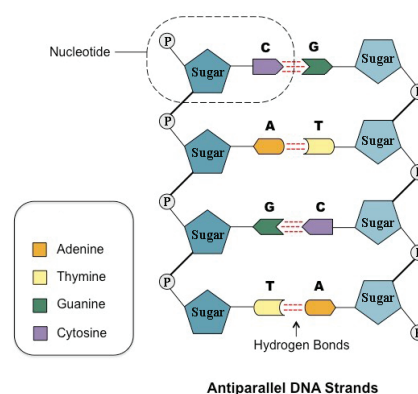 P
Nucleotide
C G
Sugar Sugar
P
P
A T
Sugar Sugar
P
P
G C
Sugar Sugar
Adenine
Thymine
Guanine
Cytosine
P
P
T A
Sugar Sugar
P
Hydrogen Bonds
Antiparallel DNA Strands